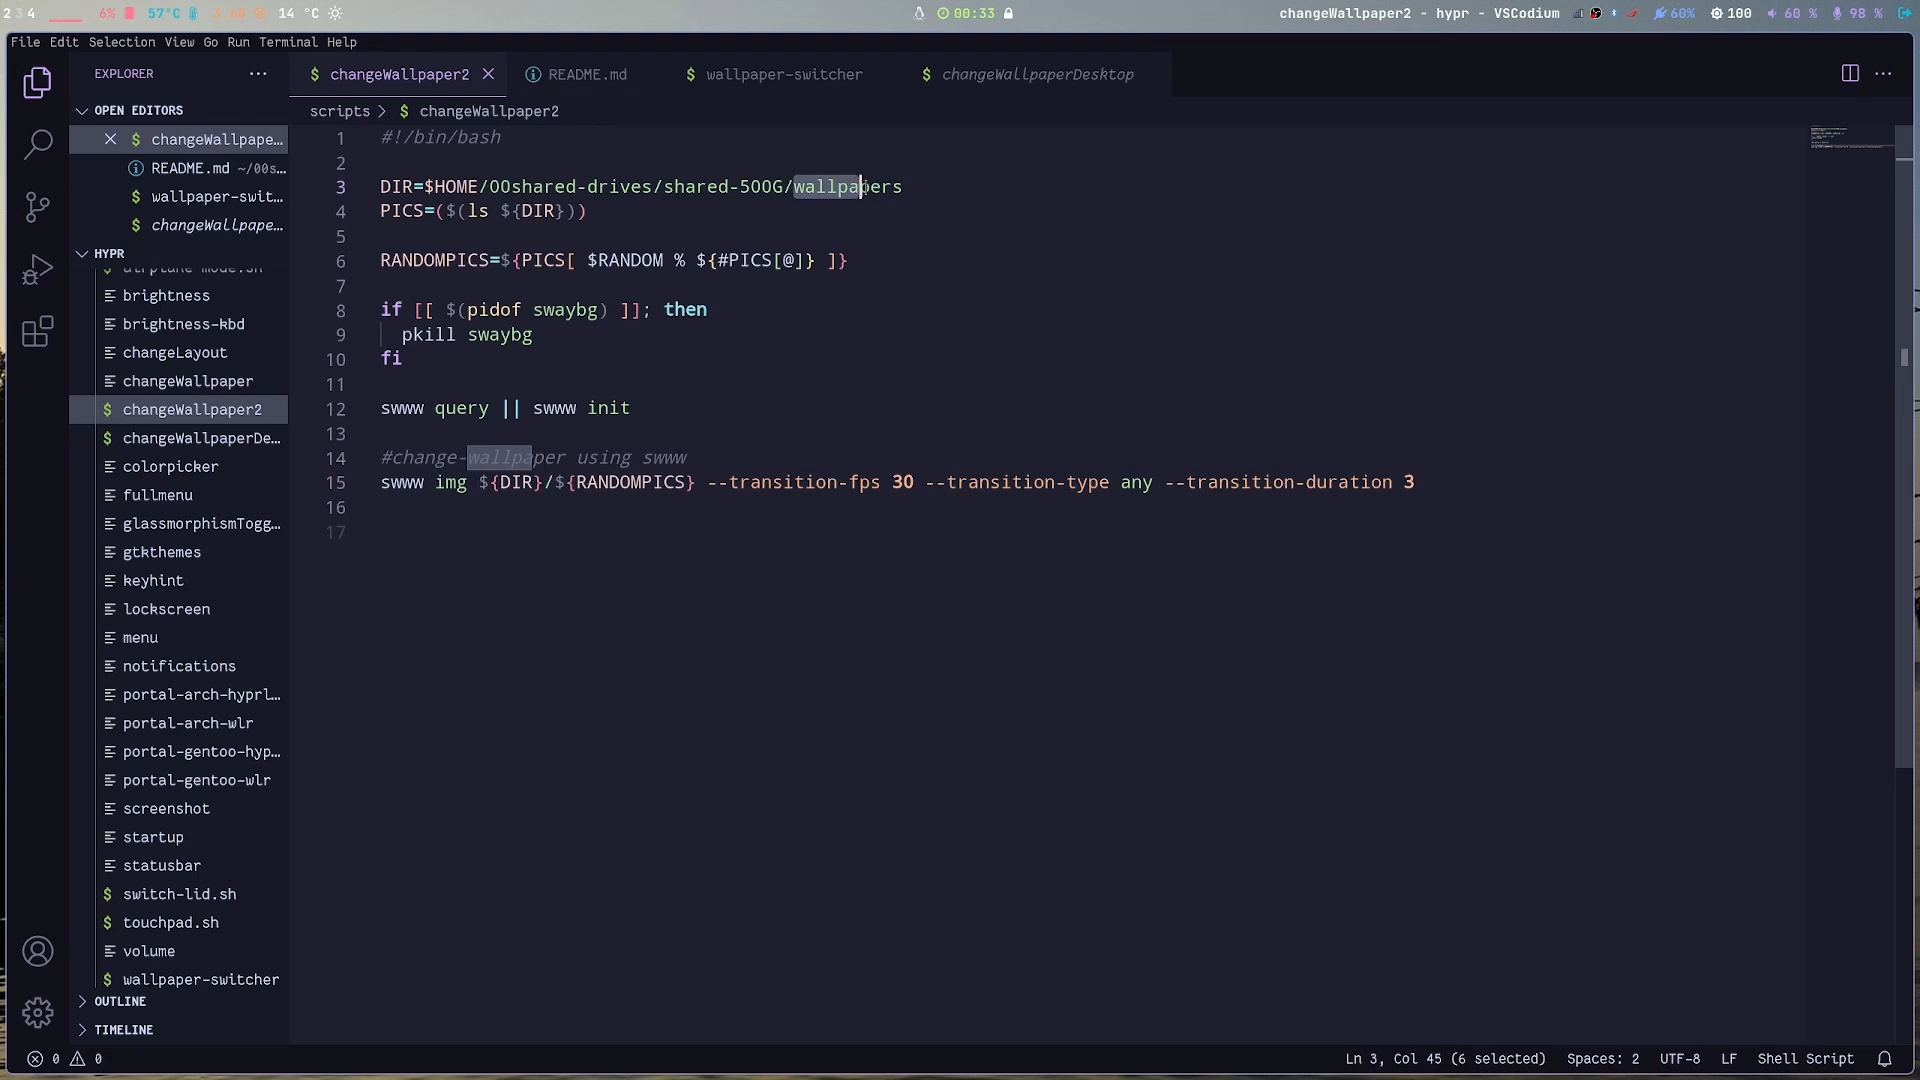 2 3 4 6% 57°C 3.6G 14 °C 00:33 changeWallpaper2 - hypr - VSCodium 60% 100 60 % 98 %
File Edit Selection View Go Run Terminal Help
EXPLORER ···
changeWallpaper2 README.md wallpaper-switcher changeWallpaperDesktop ···
OPEN EDITORS
changeWallpape...
README.md ~/00s...
wallpaper-swit...
changeWallpape...
HYPR
airplane-mode.sh
brightness
brightness-kbd
changeLayout
changeWallpaper
changeWallpaper2
changeWallpaperDe...
colorpicker
fullmenu
glassmorphismTogg...
gtkthemes
keyhint
lockscreen
menu
notifications
portal-arch-hyprl...
portal-arch-wlr
portal-gentoo-hyp...
portal-gentoo-wlr
screenshot
startup
statusbar
switch-lid.sh
touchpad.sh
volume
wallpaper-switcher
OUTLINE
TIMELINE
scripts > $ changeWallpaper2
1 #!/bin/bash
2
3 DIR=$HOME/00shared-drives/shared-500G/wallpapers
4 PICS=($(ls ${DIR}))
5
6 RANDOMPICS=${PICS[ $RANDOM % ${#PICS[@]} ]}
7
8 if [[ $(pidof swaybg) ]]; then
9 pkill swaybg
10 fi
11
12 swww query || swww init
13
14 #change-wallpaper using swww
15 swww img ${DIR}/${RANDOMPICS} --transition-fps 30 --transition-type any --transition-duration 3
16
17
0 0 Ln 3, Col 45 (6 selected) Spaces: 2 UTF-8 LF Shell Script